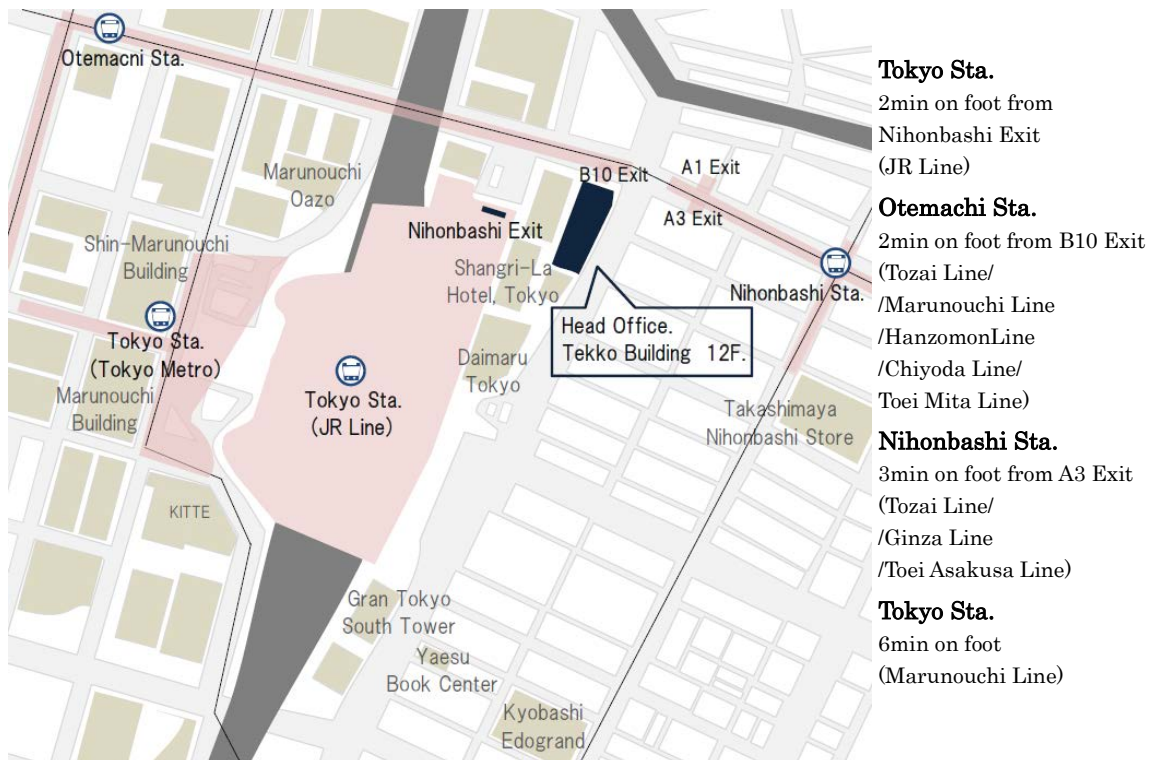 Otemacni Sta.
Marunouchi
Oazo
B10 Exit
A1 Exit
A3 Exit
Nihonbashi Exit
Shin-Marunouchi
Building
Shangri-La
Hotel, Tokyo
Nihonbashi Sta.
Head Office.
Tekko Building 12F.
Tokyo Sta.
(Tokyo Metro)
Marunouchi
Building
Daimaru
Tokyo
Tokyo Sta.
(JR Line)
Takashimaya
Nihonbashi Store
KITTE
Gran Tokyo
South Tower
Yaesu
Book Center
Kyobashi
Edogrand
Tokyo Sta.
2min on foot from
Nihonbashi Exit
(JR Line)
Otemachi Sta.
2min on foot from B10 Exit
(Tozai Line/
/Marunouchi Line
/HanzomonLine
/Chiyoda Line/
Toei Mita Line)
Nihonbashi Sta.
3min on foot from A3 Exit
(Tozai Line/
/Ginza Line
/Toei Asakusa Line)
Tokyo Sta.
6min on foot
(Marunouchi Line)